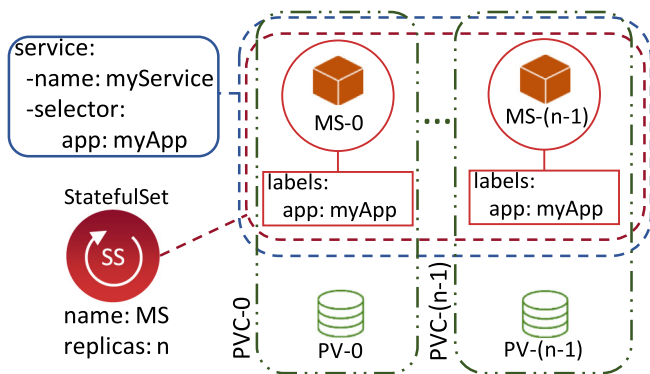 service:
-name: myService
-selector:
app: myApp
MS-0
MS-(n-1)
labels:
app: myApp
labels:
app: myApp
StatefulSet
SS
name: MS
replicas: n
PVC-0
PV-0
PVC-(n-1)
PV-(n-1)